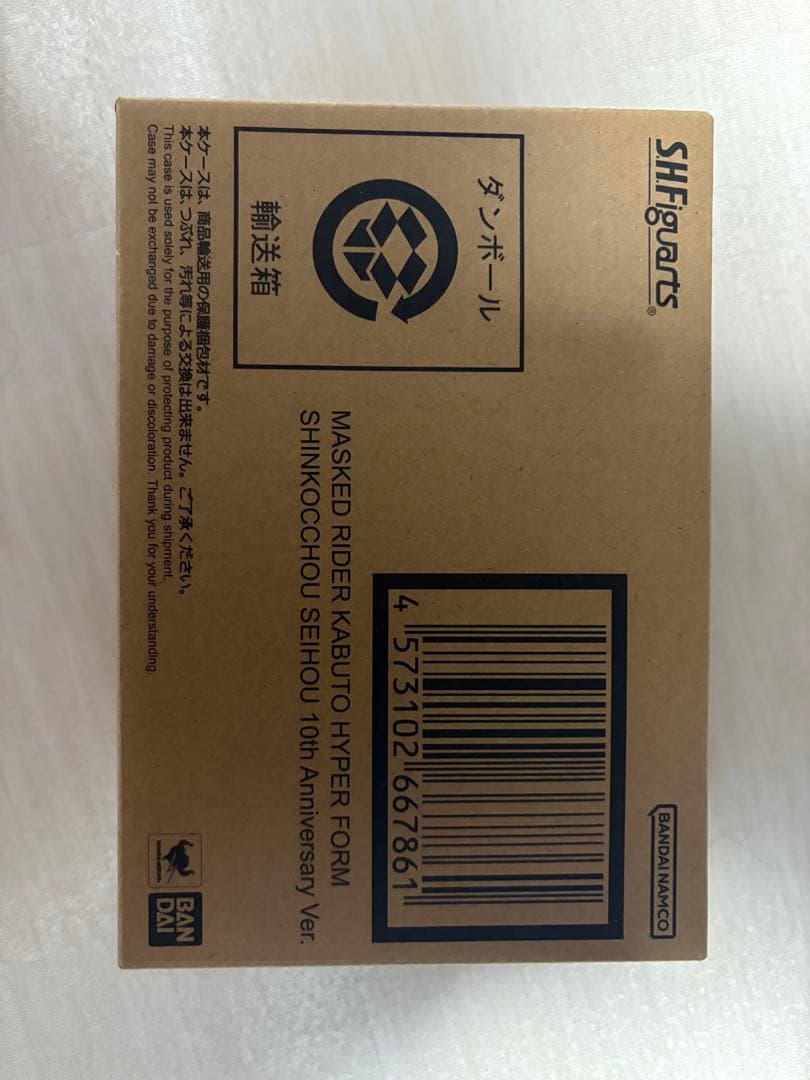 S.H.Figuarts®
ダンボール
輸送箱
MASKED RIDER KABUTO HYPER FORM
SHINKOCCHOU SEIHOU 10th Anniversary Ver.
4 573102 667861
BANDAI NAMCO
本ケースは、商品輸送用の保護梱包材です。
本ケースは、つぶれ、汚れ等による交換は出来ません。ご了承ください。
This case is used solely for the purpose of protecting product during shipment.
Case may not be exchanged due to damage or discoloration. Thank you for your understanding.
BAN
DAI